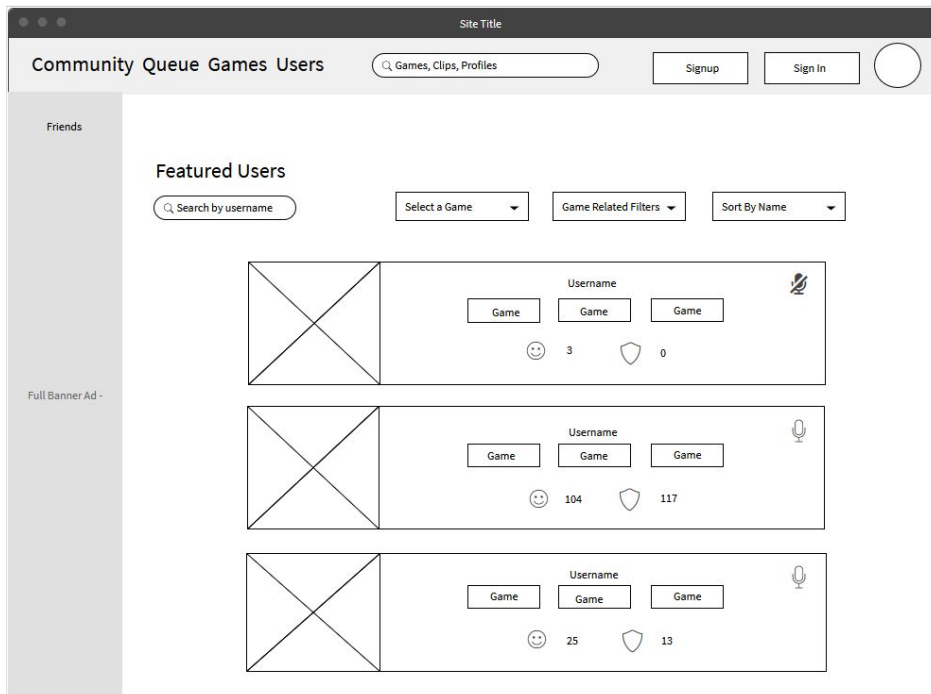 Site Title
Community Queue Games Users
Games, Clips, Profiles
Signup
Sign In
Friends
Featured Users
Search by username
Select a Game
Game Related Filters
Sort By Name
Username
Game Game Game
3 0
Full Banner Ad -
Username
Game Game Game
104 117
Username
Game Game Game
25 13